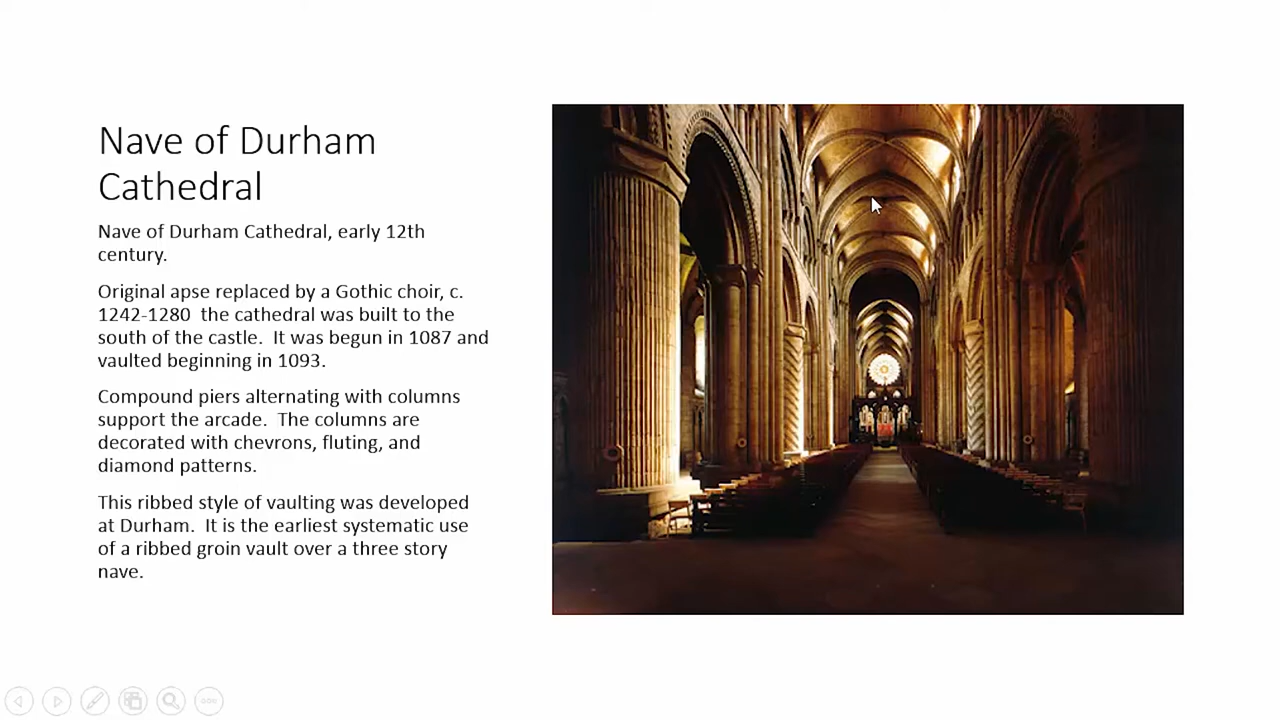 Nave of Durham
Cathedral
Nave of Durham Cathedral, early 12th
century.
Original apse replaced by a Gothic choir, c.
1242-1280  the cathedral was built to the
south of the castle.  It was begun in 1087 and
vaulted beginning in 1093.
Compound piers alternating with columns
support the arcade.  The columns are
decorated with chevrons, fluting, and
diamond patterns.
This ribbed style of vaulting was developed
at Durham.  It is the earliest systematic use
of a ribbed groin vault over a three story
nave.